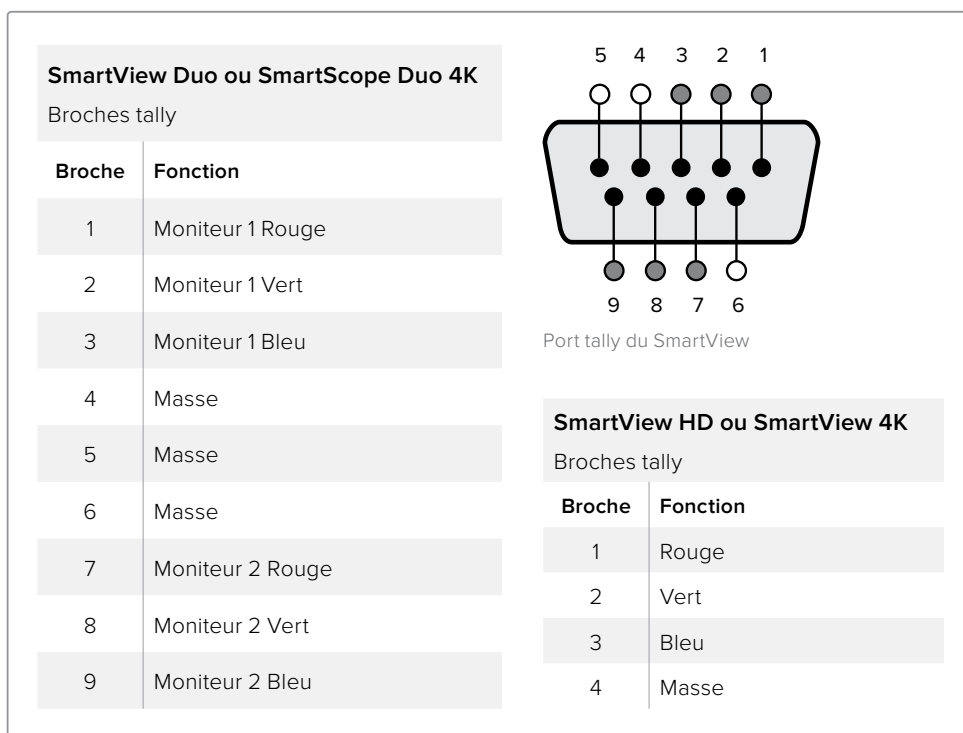 SmartView Duo ou SmartScope Duo 4K
Broches tally
Broche Fonction
1 Moniteur 1 Rouge
2 Moniteur 1 Vert
3 Moniteur 1 Bleu
4 Masse
5 Masse
6 Masse
7 Moniteur 2 Rouge
8 Moniteur 2 Vert
9 Moniteur 2 Bleu
5 4 3 2 1
9 8 7 6
Port tally du SmartView
SmartView HD ou SmartView 4K
Broches tally
Broche Fonction
1 Rouge
2 Vert
3 Bleu
4 Masse